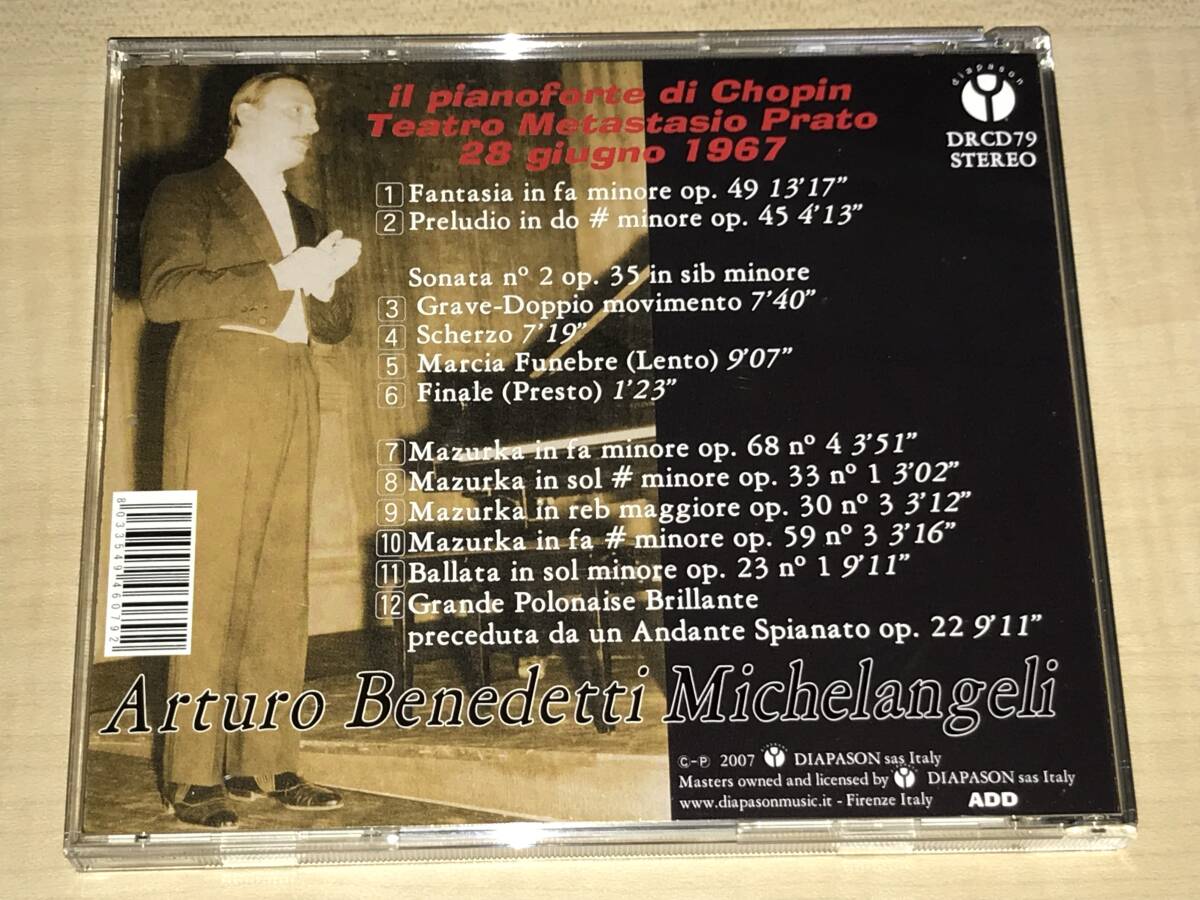 il pianoforte di Chopin
Teatro Metastasio Prato
28 giugno 1967
diapason
DRCD79
STEREO
1 Fantasia in fa minore op. 49 13'17"
2 Preludio in do # minore op. 45 4'13"
Sonata nº 2 op. 35 in sib minore
3 Grave-Doppio movimento 7'40"
4 Scherzo 7'19"
5 Marcia Funebre (Lento) 9'07"
6 Finale (Presto) 1'23"
7 Mazurka in fa minore op. 68 nº 4 3'51"
8 Mazurka in sol # minore op. 33 nº 1 3'02"
9 Mazurka in reb maggiore op. 30 nº 3 3'12"
10 Mazurka in fa # minore op. 59 nº 3 3'16"
11 Ballata in sol minore op. 23 nº 1 9'11"
12 Grande Polonaise Brillante
preceduta da un Andante Spianato op. 22 9'11"
8033549460792
Arturo Benedetti Michelangeli
©-℗ 2007 DIAPASON sas Italy
Masters owned and licensed by DIAPASON sas Italy
www.diapasonmusic.it - Firenze Italy ADD